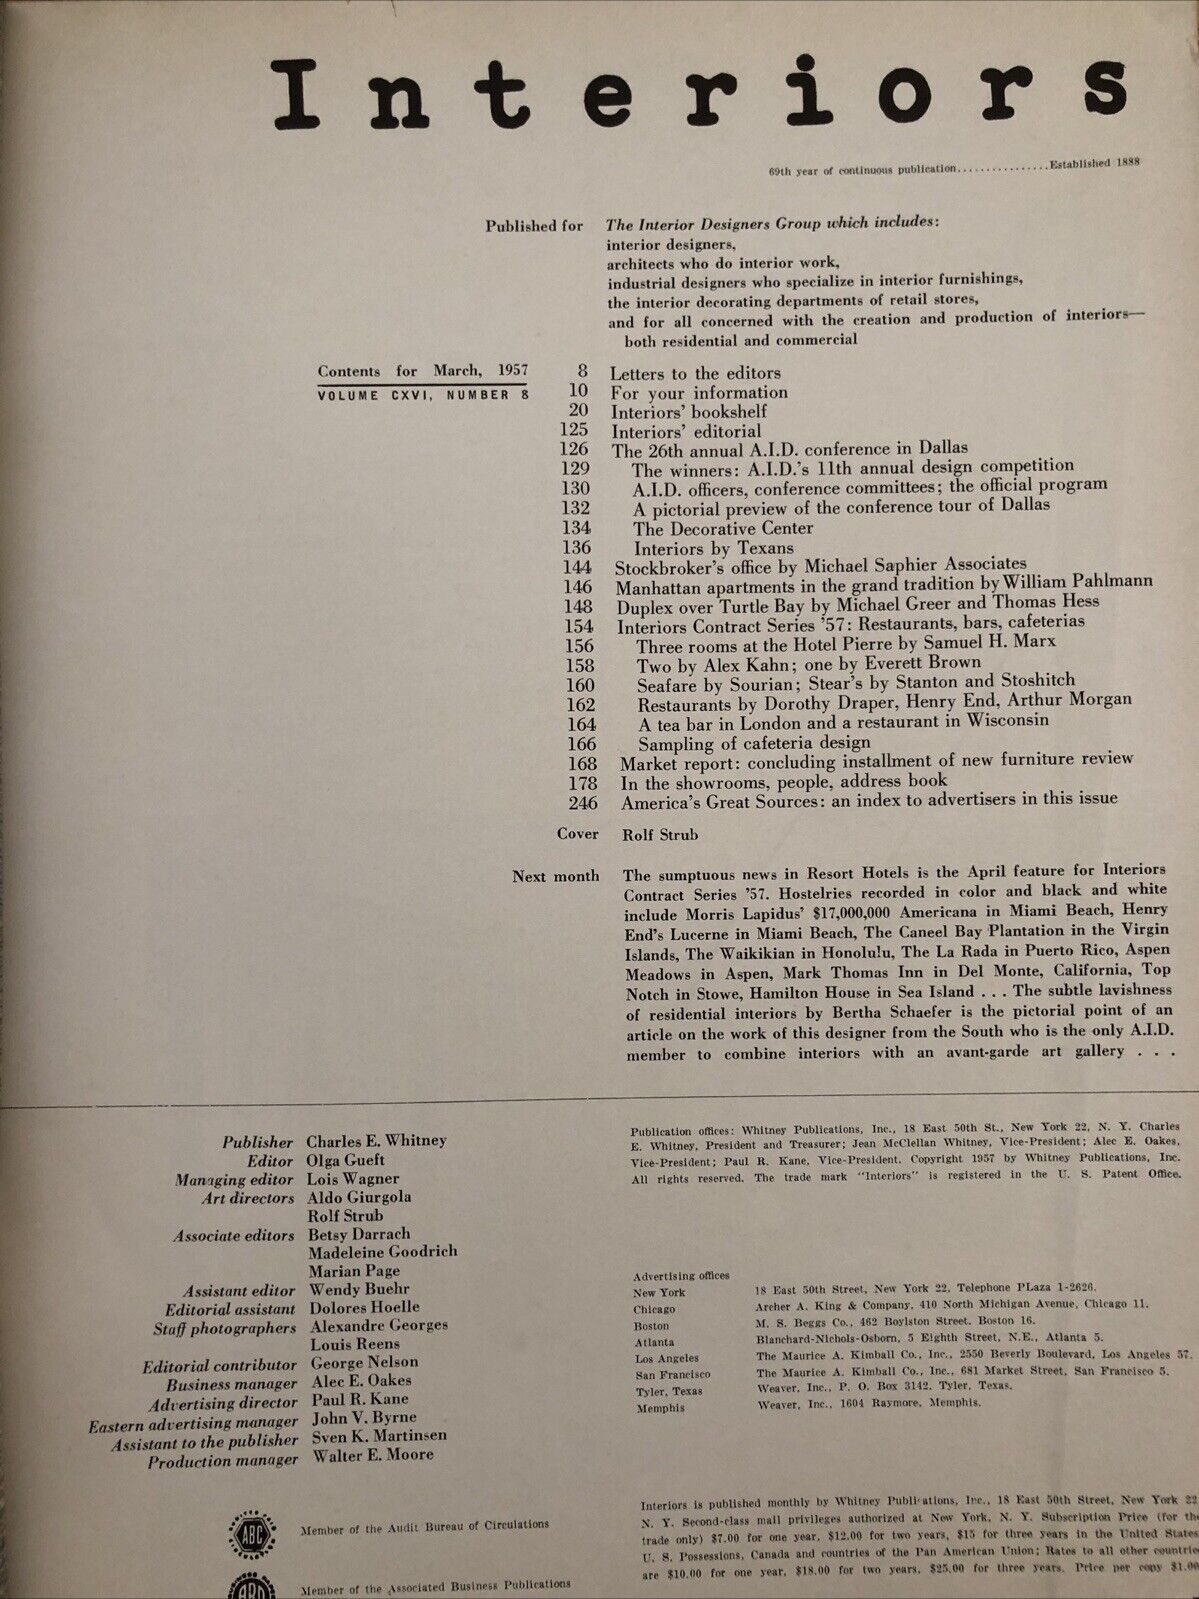 Interiors
69th year of continuous publication................Established 1888
Published for The Interior Designers Group which includes:
interior designers,
architects who do interior work,
industrial designers who specialize in interior furnishings,
the interior decorating departments of retail stores,
and for all concerned with the creation and production of interiors—
both residential and commercial
Contents for March, 1957
VOLUME CXVI, NUMBER 8
8 Letters to the editors
10 For your information
20 Interiors' bookshelf
125 Interiors' editorial
126 The 26th annual A.I.D. conference in Dallas
129 The winners: A.I.D.'s 11th annual design competition
130 A.I.D. officers, conference committees; the official program
132 A pictorial preview of the conference tour of Dallas
134 The Decorative Center
136 Interiors by Texans
144 Stockbroker's office by Michael Saphier Associates
146 Manhattan apartments in the grand tradition by William Pahlmann
148 Duplex over Turtle Bay by Michael Greer and Thomas Hess
154 Interiors Contract Series '57: Restaurants, bars, cafeterias
156 Three rooms at the Hotel Pierre by Samuel H. Marx
158 Two by Alex Kahn; one by Everett Brown
160 Seafare by Sourian; Stear's by Stanton and Stoshitch
162 Restaurants by Dorothy Draper, Henry End, Arthur Morgan
164 A tea bar in London and a restaurant in Wisconsin
166 Sampling of cafeteria design
168 Market report: concluding installment of new furniture review
178 In the showrooms, people, address book
246 America's Great Sources: an index to advertisers in this issue
Cover Rolf Strub
Next month The sumptuous news in Resort Hotels is the April feature for Interiors
Contract Series '57. Hostelries recorded in color and black and white
include Morris Lapidus' $17,000,000 Americana in Miami Beach, Henry
End's Lucerne in Miami Beach, The Caneel Bay Plantation in the Virgin
Islands, The Waikikian in Honolulu, The La Rada in Puerto Rico, Aspen
Meadows in Aspen, Mark Thomas Inn in Del Monte, California, Top
Notch in Stowe, Hamilton House in Sea Island . . . The subtle lavishness
of residential interiors by Bertha Schaefer is the pictorial point of an
article on the work of this designer from the South who is the only A.I.D.
member to combine interiors with an avant-garde art gallery . . .
Publisher Charles E. Whitney
Editor Olga Gueft
Managing editor Lois Wagner
Art directors Aldo Giurgola
Rolf Strub
Associate editors Betsy Darrach
Madeleine Goodrich
Marian Page
Assistant editor Wendy Buehr
Editorial assistant Dolores Hoelle
Staff photographers Alexandre Georges
Louis Reens
Editorial contributor George Nelson
Business manager Alec E. Oakes
Advertising director Paul R. Kane
Eastern advertising manager John V. Byrne
Assistant to the publisher Sven K. Martinsen
Production manager Walter E. Moore
ABC Member of the Audit Bureau of Circulations
Member of the Associated Business Publications
Publication offices: Whitney Publications, Inc., 18 East 50th St., New York 22, N. Y. Charles
E. Whitney, President and Treasurer; Jean McClellan Whitney, Vice-President; Alec E. Oakes,
Vice-President; Paul R. Kane, Vice-President. Copyright 1957 by Whitney Publications, Inc.
All rights reserved. The trade mark "Interiors" is registered in the U. S. Patent Office.
Advertising offices
New York 18 East 50th Street, New York 22. Telephone PLaza 1-2626.
Chicago Archer A. King & Company, 410 North Michigan Avenue, Chicago 11.
Boston M. S. Beggs Co., 462 Boylston Street. Boston 16.
Atlanta Blanchard-Nichols-Osborn, 5 Eighth Street, N.E., Atlanta 5.
Los Angeles The Maurice A. Kimball Co., Inc., 2550 Beverly Boulevard, Los Angeles 57.
San Francisco The Maurice A. Kimball Co., Inc., 681 Market Street, San Francisco 5.
Tyler, Texas Weaver, Inc., P. O. Box 3142. Tyler, Texas.
Memphis Weaver, Inc., 1604 Raymore, Memphis.
Interiors is published monthly by Whitney Publications, Inc., 18 East 50th Street, New York 22
N. Y. Second-class mail privileges authorized at New York, N. Y. Subscription Price (for the
trade only) $7.00 for one year, $12.00 for two years, $15 for three years in the United States
U. S. Possessions, Canada and countries of the Pan American Union; Rates to all other countrie
are $10.00 for one year, $18.00 for two years, $25.00 for three years. Price per copy $1.00